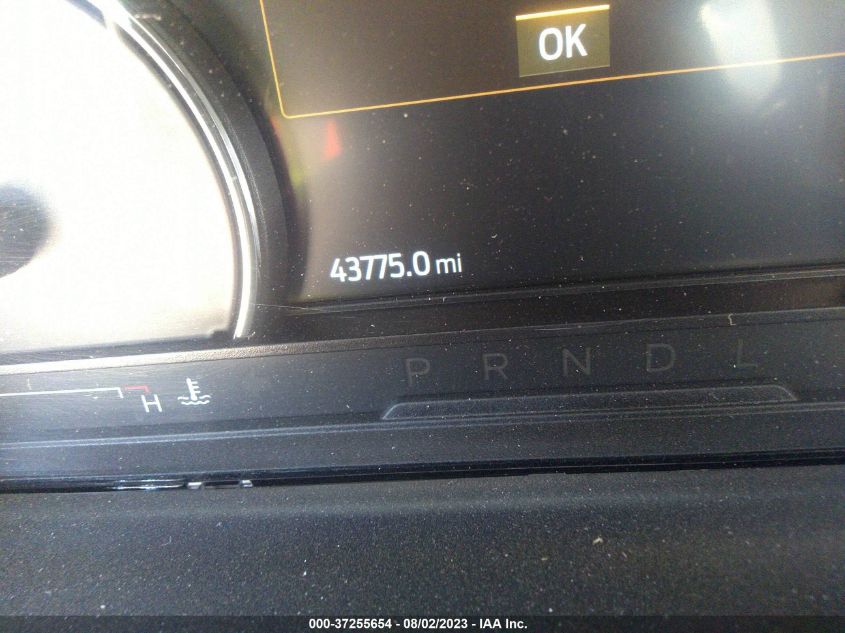 OK
43775.0 mi
P R N D L
H
000-37255654 - 08/02/2023 - IAA Inc.